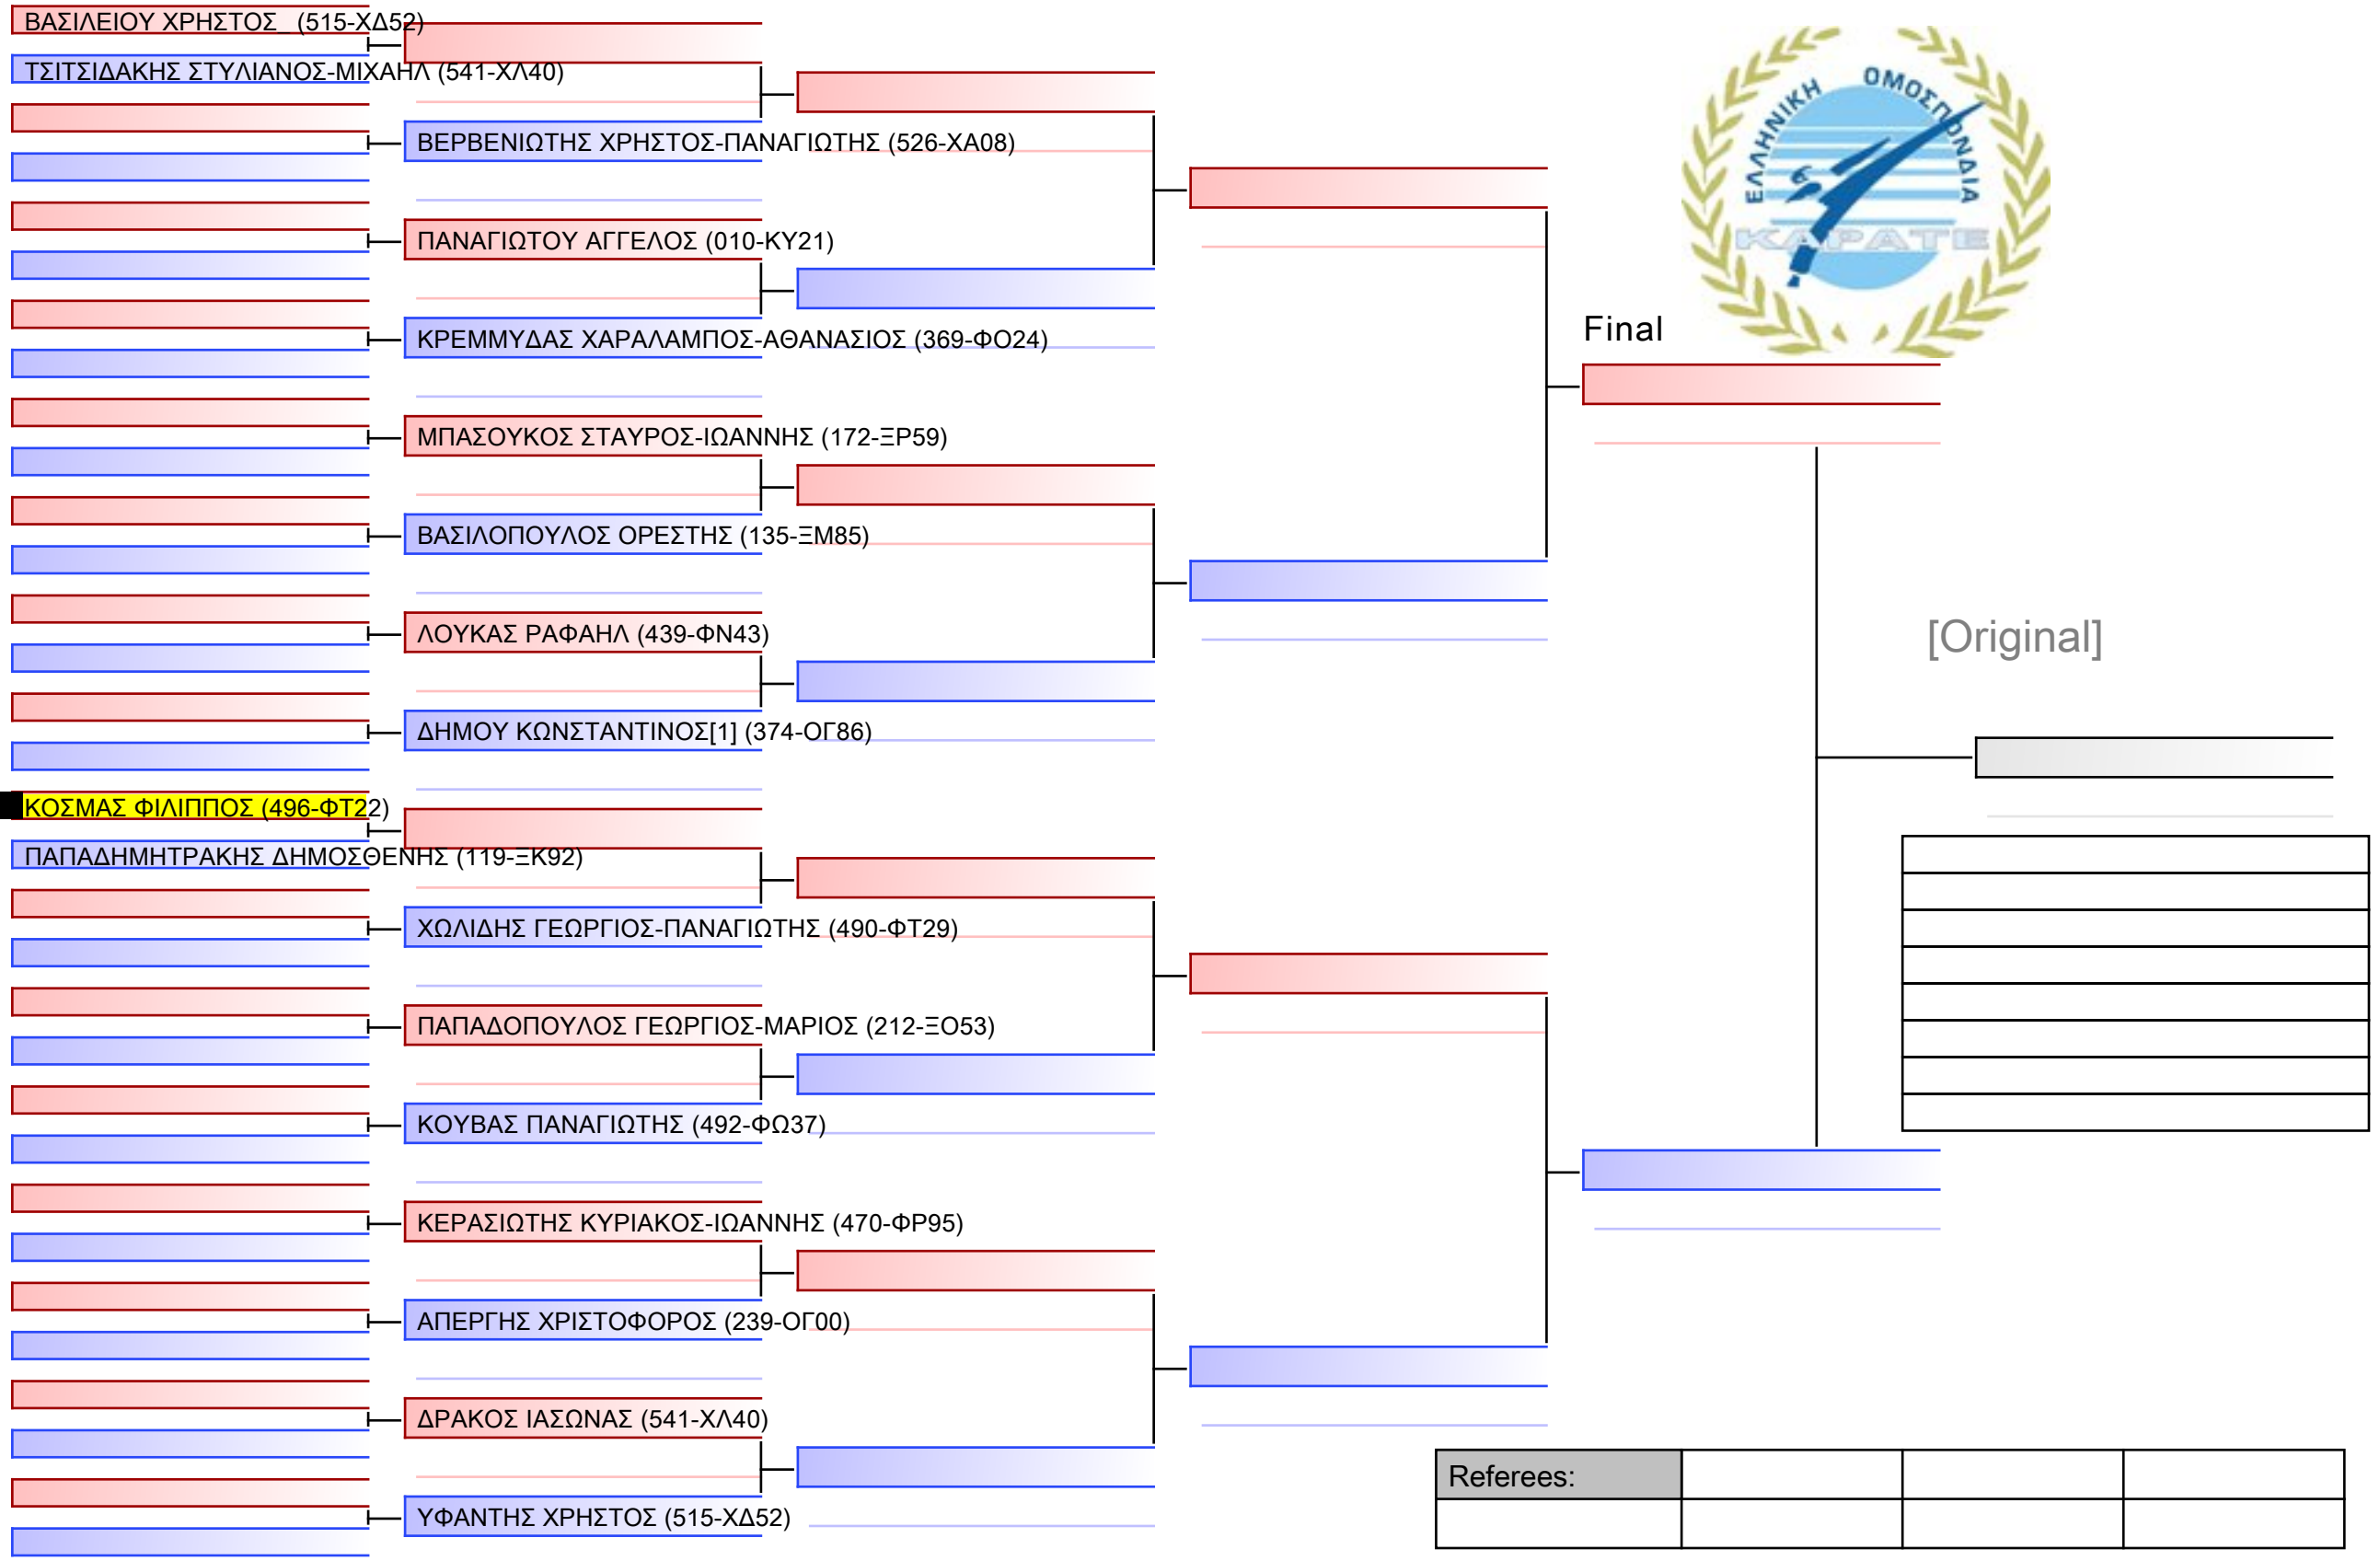 ΒΑΣΙΛΕΙΟΥ ΧΡΗΣΤΟΣ_ (515-ΧΔ52)
ΤΣΙΤΣΙΔΑΚΗΣ ΣΤΥΛΙΑΝΟΣ-ΜΙΧΑΗΛ (541-ΧΛ40)
ΒΕΡΒΕΝΙΩΤΗΣ ΧΡΗΣΤΟΣ-ΠΑΝΑΓΙΩΤΗΣ (526-ΧΑ08)
ΠΑΝΑΓΙΩΤΟΥ ΑΓΓΕΛΟΣ (010-ΚΥ21)
ΚΡΕΜΜΥΔΑΣ ΧΑΡΑΛΑΜΠΟΣ-ΑΘΑΝΑΣΙΟΣ (369-ΦΟ24)
ΜΠΑΣΟΥΚΟΣ ΣΤΑΥΡΟΣ-ΙΩΑΝΝΗΣ (172-ΞΡ59)
ΒΑΣΙΛΟΠΟΥΛΟΣ ΟΡΕΣΤΗΣ (135-ΞΜ85)
ΛΟΥΚΑΣ ΡΑΦΑΗΛ (439-ΦΝ43)
ΔΗΜΟΥ ΚΩΝΣΤΑΝΤΙΝΟΣ[1] (374-ΟΓ86)
ΚΟΣΜΑΣ ΦΙΛΙΠΠΟΣ (496-ΦΤ22)
ΠΑΠΑΔΗΜΗΤΡΑΚΗΣ ΔΗΜΟΣΘΕΝΗΣ (119-ΞΚ92)
ΧΩΛΙΔΗΣ ΓΕΩΡΓΙΟΣ-ΠΑΝΑΓΙΩΤΗΣ (490-ΦΤ29)
ΠΑΠΑΔΟΠΟΥΛΟΣ ΓΕΩΡΓΙΟΣ-ΜΑΡΙΟΣ (212-ΞΟ53)
ΚΟΥΒΑΣ ΠΑΝΑΓΙΩΤΗΣ (492-ΦΩ37)
ΚΕΡΑΣΙΩΤΗΣ ΚΥΡΙΑΚΟΣ-ΙΩΑΝΝΗΣ (470-ΦΡ95)
ΑΠΕΡΓΗΣ ΧΡΙΣΤΟΦΟΡΟΣ (239-ΟΓ00)
ΔΡΑΚΟΣ ΙΑΣΩΝΑΣ (541-ΧΛ40)
ΥΦΑΝΤΗΣ ΧΡΗΣΤΟΣ (515-ΧΔ52)
ΕΛΛΗΝΙΚΗ ΟΜΟΣΠΟΝΔΙΑ
ΚΑΡΑΤΕ
Final
[Original]
Referees: